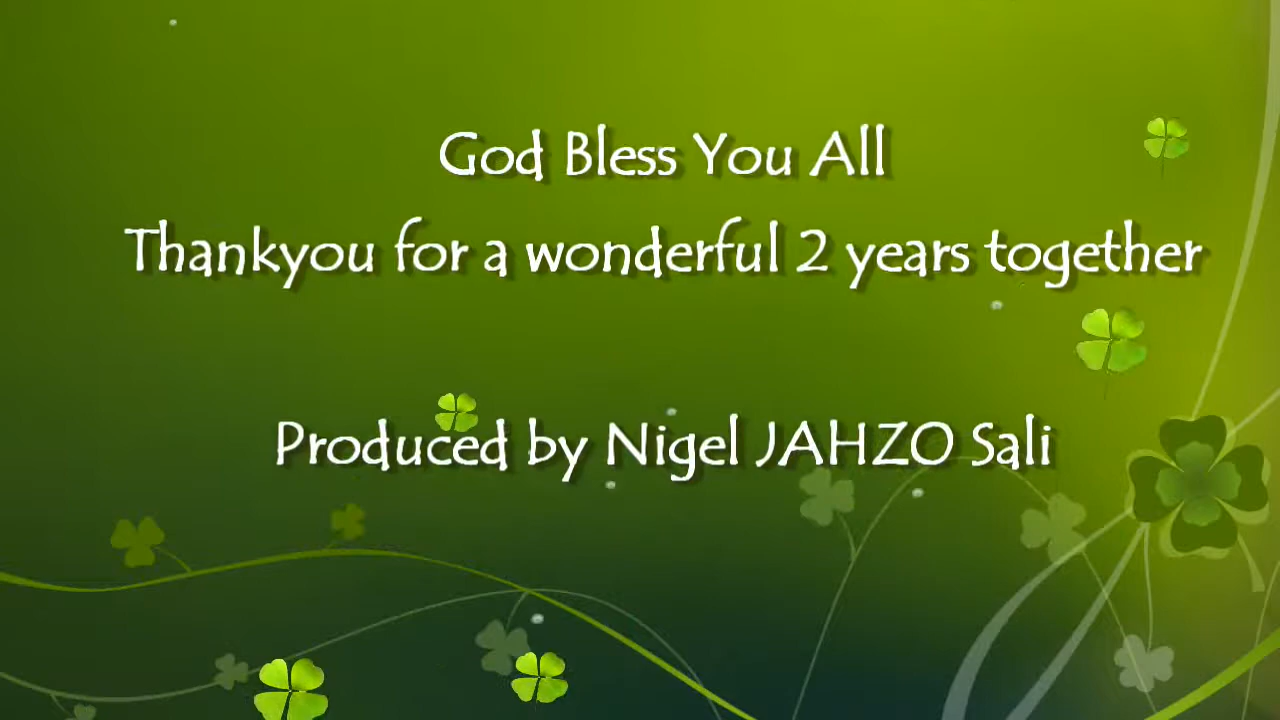 God Bless You All
Thankyou for a wonderful 2 years together
Produced by Nigel JAHZO Sali